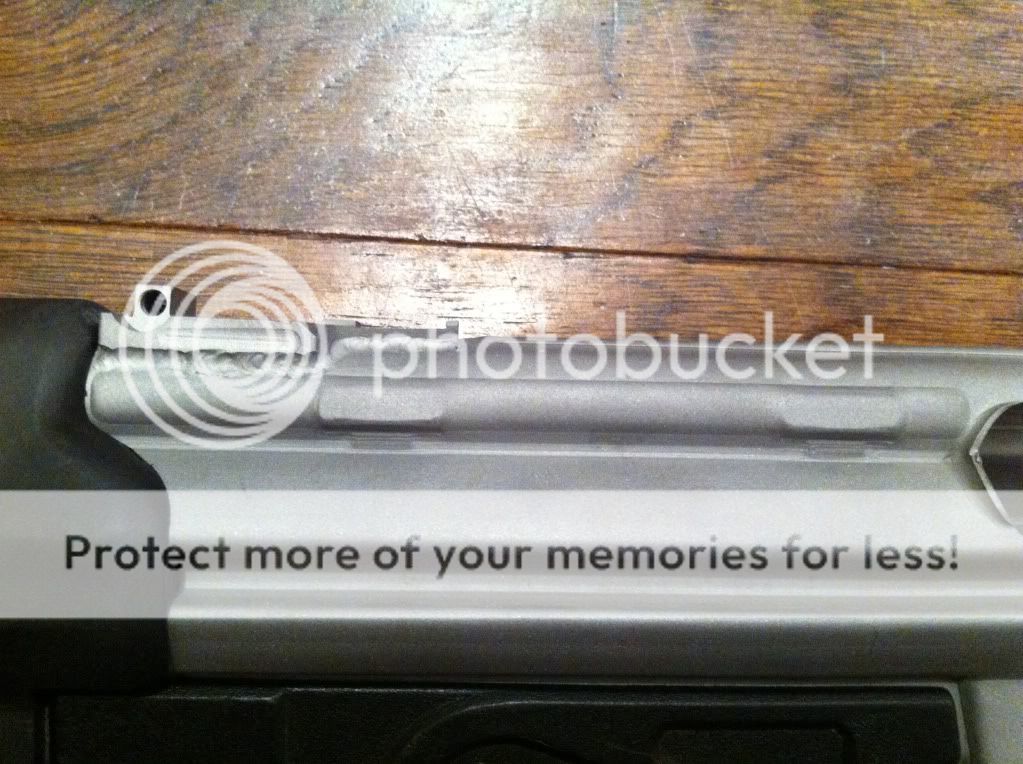 photobucket
Protect more of your memories for less!